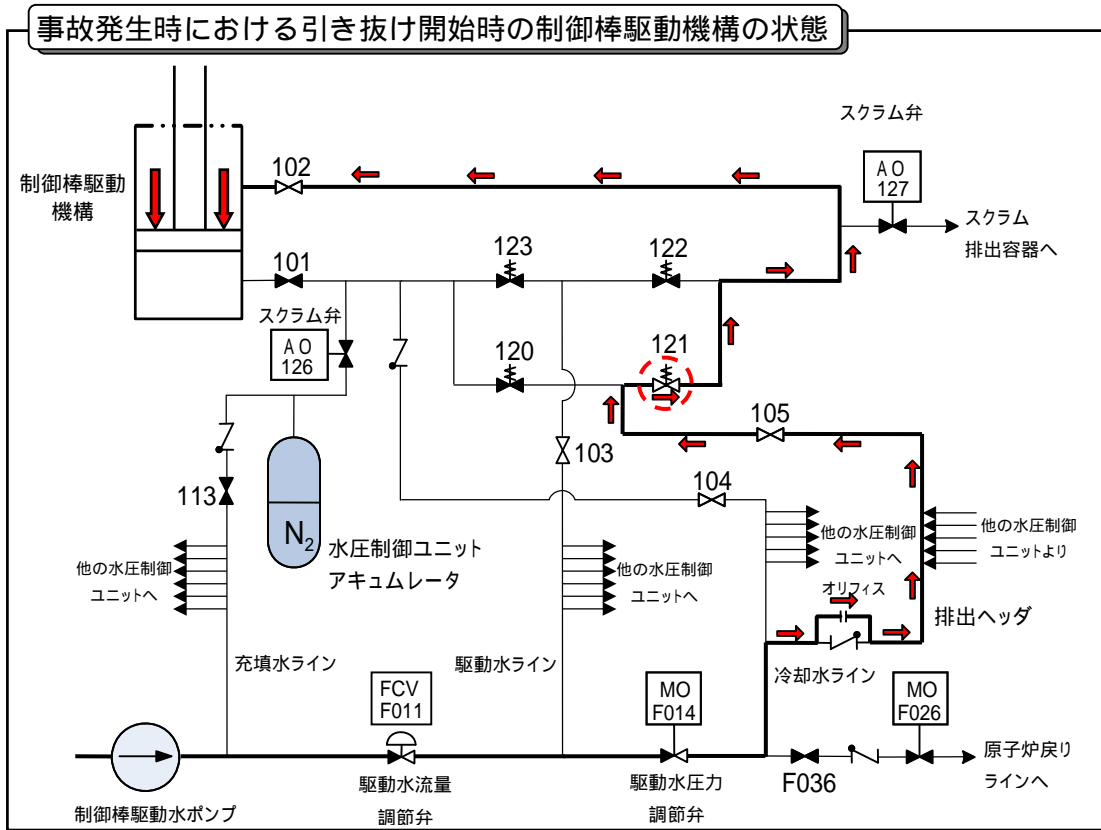 事故発生時における引き抜け開始時の制御棒駆動機構の状態
スクラム弁
AO
127
スクラム
排出容器へ
制御棒駆動
機構
102
101
123
122
スクラム弁
AO
126
120
121
105
103
104
113
N2
水圧制御ユニット
アキュムレータ
他の水圧制御
ユニットへ
他の水圧制御
ユニットへ
他の水圧制御
ユニットへ
他の水圧制御
ユニットより
オリフィス
排出ヘッダ
充填水ライン
駆動水ライン
冷却水ライン
FCV
F011
MO
F014
MO
F026
制御棒駆動水ポンプ
駆動水流量
調節弁
駆動水圧力
調節弁
F036
原子炉戻り
ラインへ